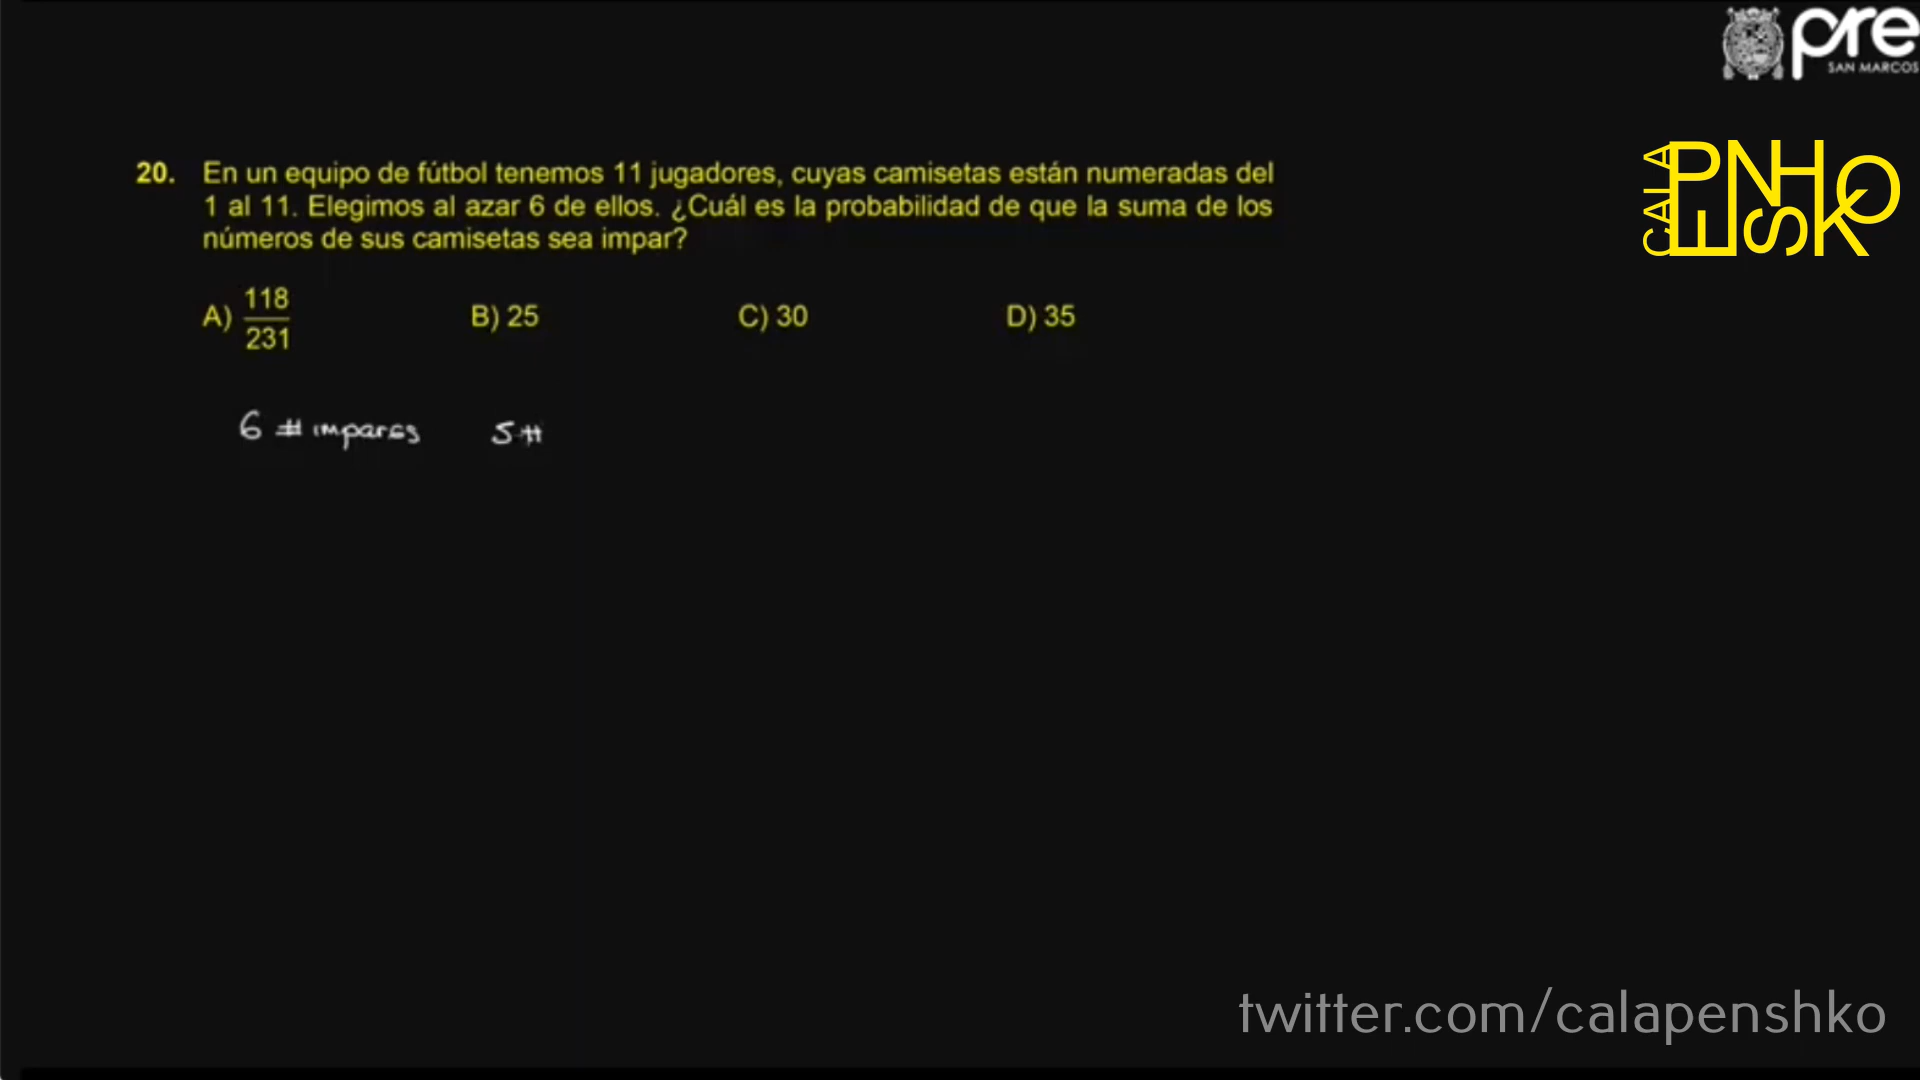 pre
SAN MARCOS
CALA
PENSHKO
20. En un equipo de fútbol tenemos 11 jugadores, cuyas camisetas están numeradas del
1 al 11. Elegimos al azar 6 de ellos. ¿Cuál es la probabilidad de que la suma de los
números de sus camisetas sea impar?
A) 118/231 B) 25 C) 30 D) 35
6 # impares 5 #
twitter.com/calapenshko